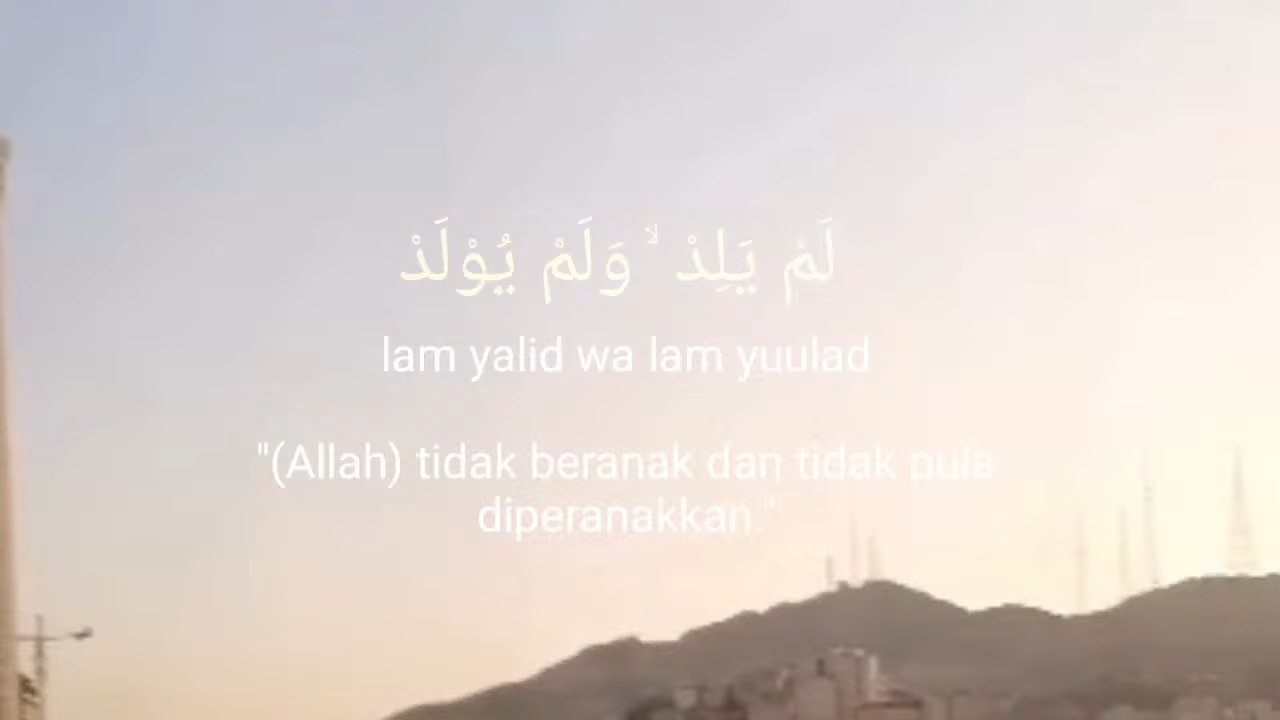 لَمْ يَلِدْ ۙ وَلَمْ يُوْلَدْ
lam yalid wa lam yuulad
"(Allah) tidak beranak dan tidak pula
diperanakkan."